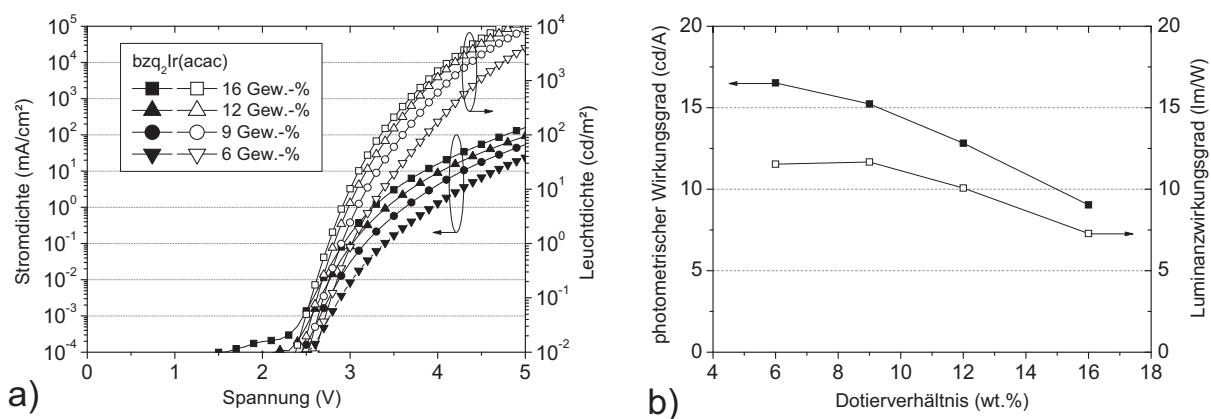 10^5
10^4
10^3
10^2
10^1
10^0
10^-1
10^-2
10^-3
10^-4
Stromdichte (mA/cm²)
bzq₂Ir(acac)
16 Gew.-%
12 Gew.-%
9 Gew.-%
6 Gew.-%
10^4
10^3
10^2
10^1
10^0
10^-1
10^-2
Leuchtdichte (cd/m²)
0 1 2 3 4 5
Spannung (V)
a)
20
15
10
5
0
photometrischer Wirkungsgrad (cd/A)
20
15
10
5
0
Luminanzwirkungsgrad (lm/W)
4 6 8 10 12 14 16 18
Dotierverhältnis (wt.%)
b)